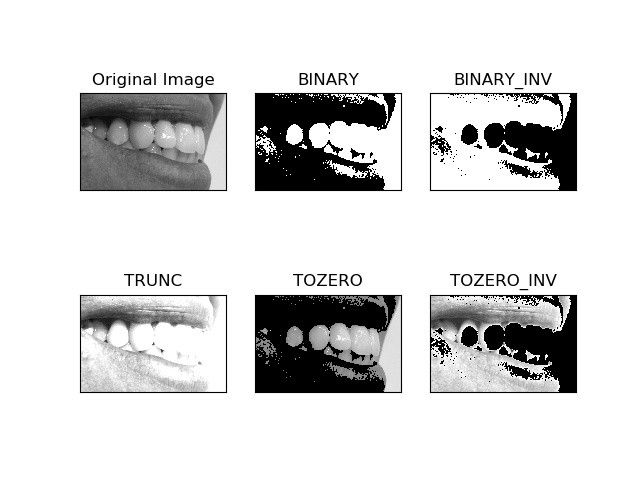 Original Image
BINARY
BINARY_INV
TRUNC
TOZERO
TOZERO_INV